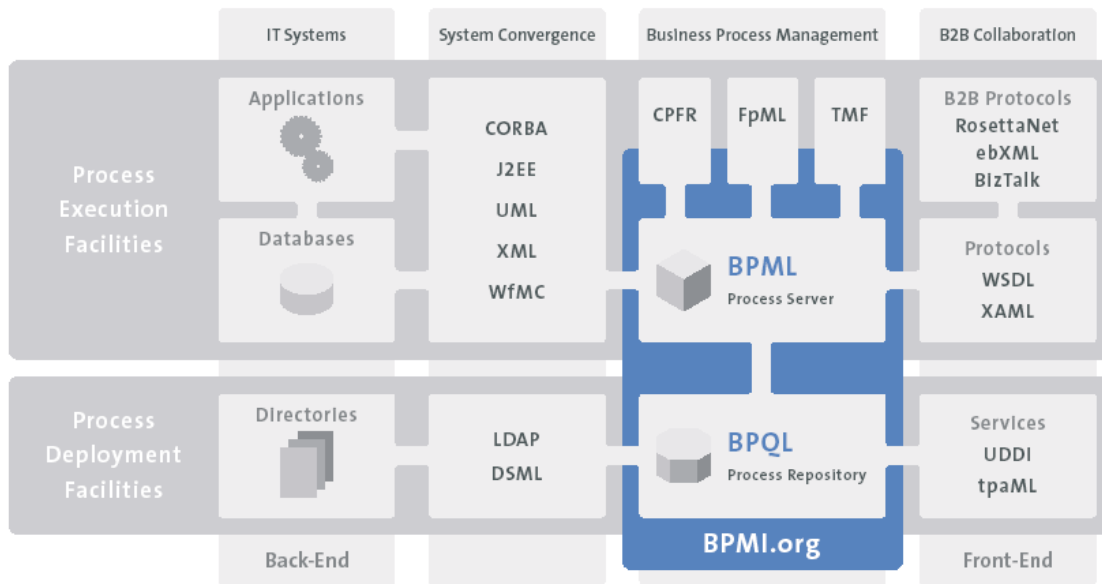 IT Systems
System Convergence
Business Process Management
B2B Collaboration
Process
Execution
Facilities
Applications
Databases
CORBA
J2EE
UML
XML
WfMC
CPFR
FpML
TMF
BPML
Process Server
B2B Protocols
RosettaNet
ebXML
BizTalk
Protocols
WSDL
XAML
Process
Deployment
Facilities
Directories
LDAP
DSML
BPQL
Process Repository
Services
UDDI
tpaML
Back-End
BPMI.org
Front-End